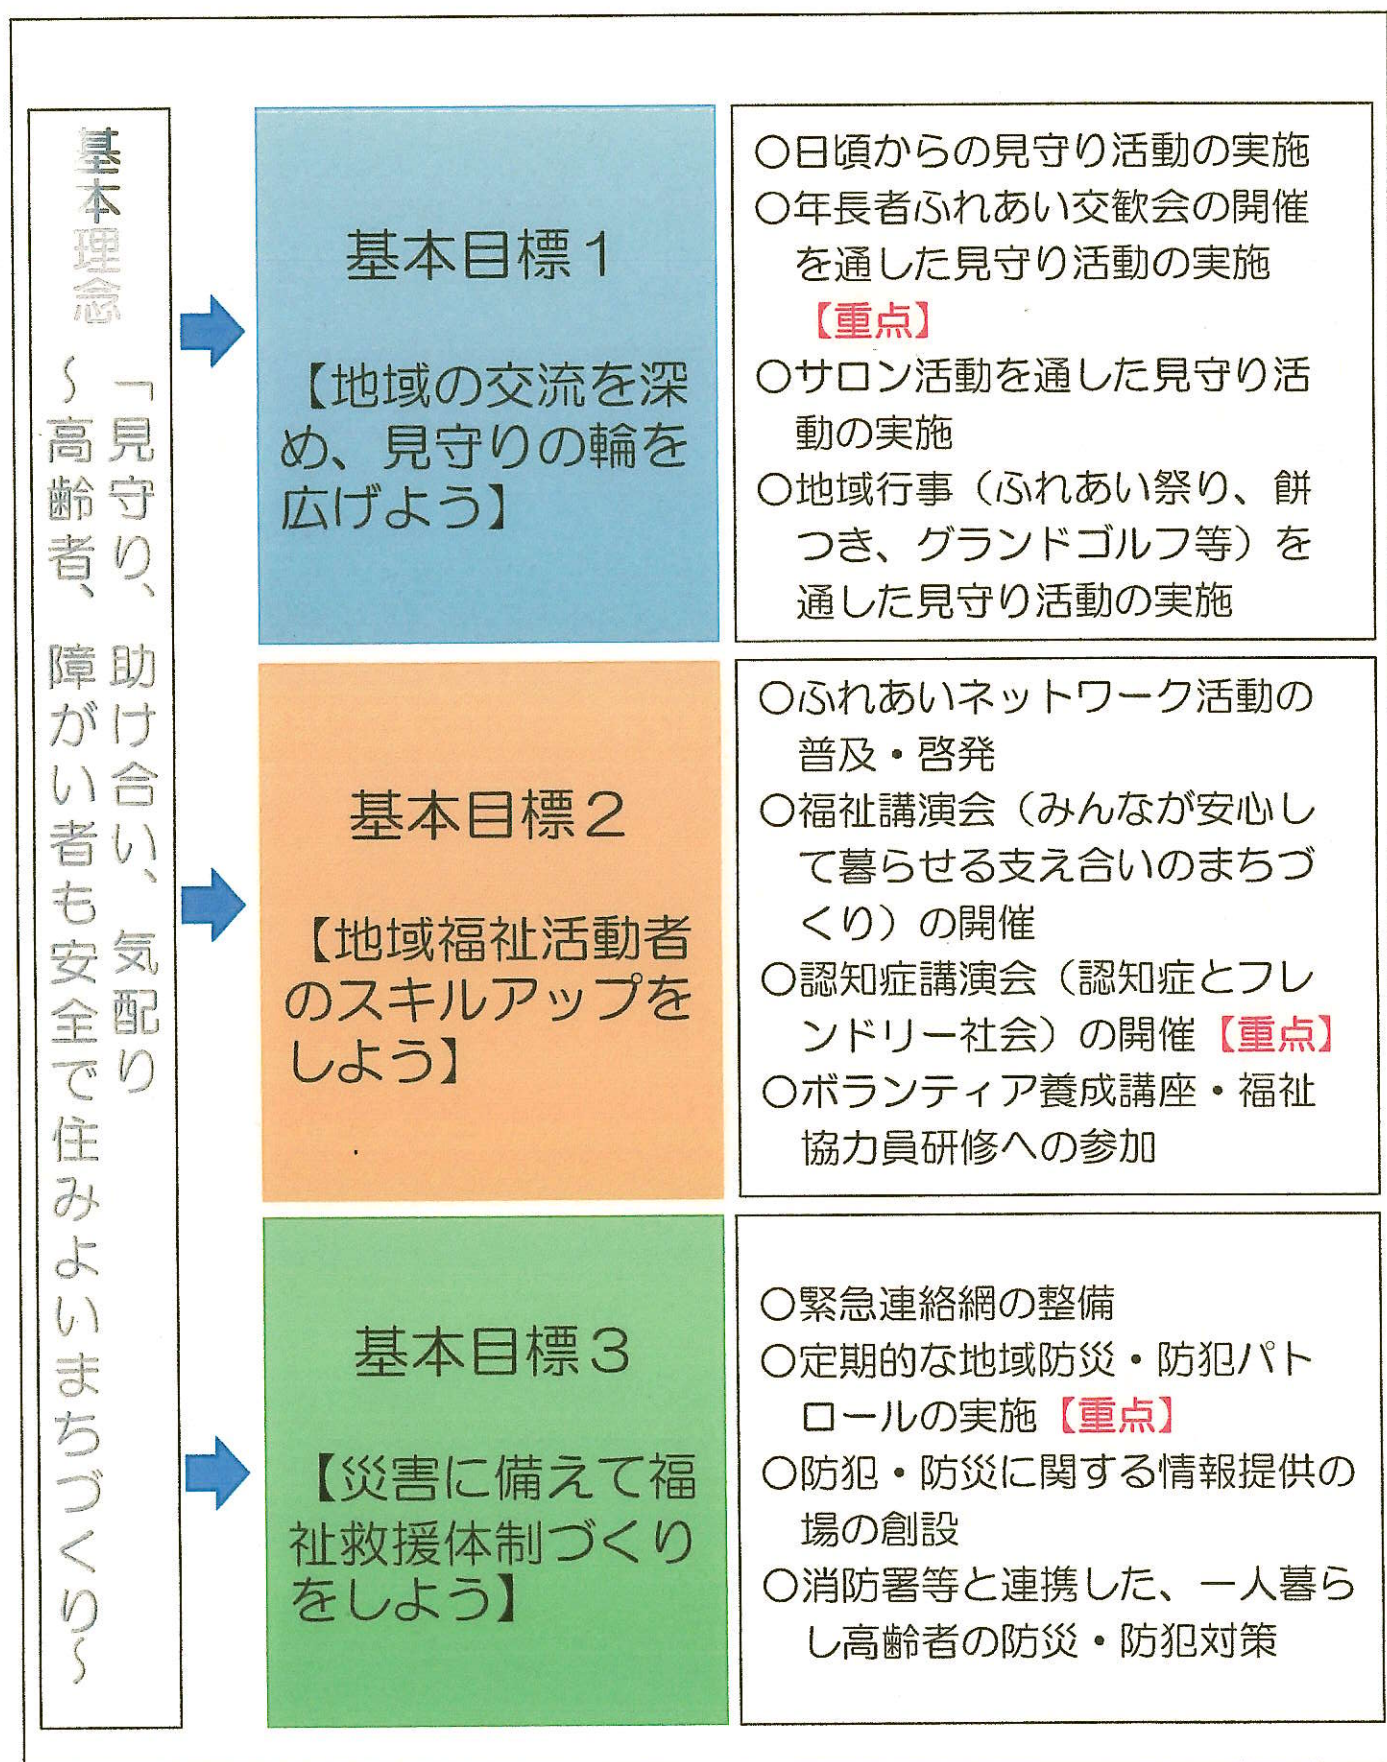 基本理念
「見守り、助け合い、気配り
～高齢者、障がい者も安全で住みよいまちづくり～
基本目標１
【地域の交流を深
め、見守りの輪を
広げよう】
○日頃からの見守り活動の実施
○年長者ふれあい交歓会の開催
を通した見守り活動の実施
【重点】
○サロン活動を通した見守り活
動の実施
○地域行事（ふれあい祭り、餅
つき、グランドゴルフ等）を
通した見守り活動の実施
基本目標２
【地域福祉活動者
のスキルアップを
しよう】
○ふれあいネットワーク活動の
普及・啓発
○福祉講演会（みんなが安心し
て暮らせる支え合いのまちづ
くり）の開催
○認知症講演会（認知症とフレ
ンドリー社会）の開催【重点】
○ボランティア養成講座・福祉
協力員研修への参加
基本目標３
【災害に備えて福
祉救援体制づくり
をしよう】
○緊急連絡網の整備
○定期的な地域防災・防犯パト
ロールの実施【重点】
○防犯・防災に関する情報提供の
場の創設
○消防署等と連携した、一人暮ら
し高齢者の防災・防犯対策